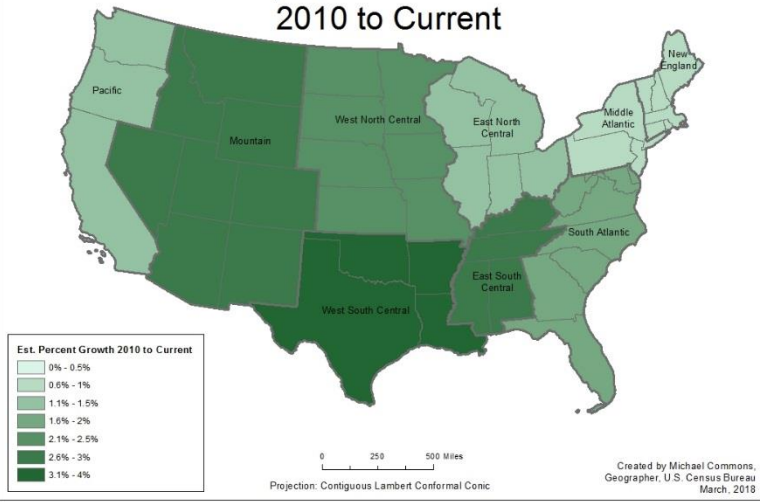 2010 to Current
New
England
Pacific
Middle
Atlantic
West North Central
East North
Central
Mountain
South Atlantic
East South
Central
West South Central
Est. Percent Growth 2010 to Current
0% - 0.5%
0.6% - 1%
1.1% - 1.5%
1.6% - 2%
2.1% - 2.5%
2.6% - 3%
3.1% - 4%
0 250 500 Miles
Projection: Contiguous Lambert Conformal Conic
Created by Michael Commons,
Geographer, U.S. Census Bureau
March, 2018